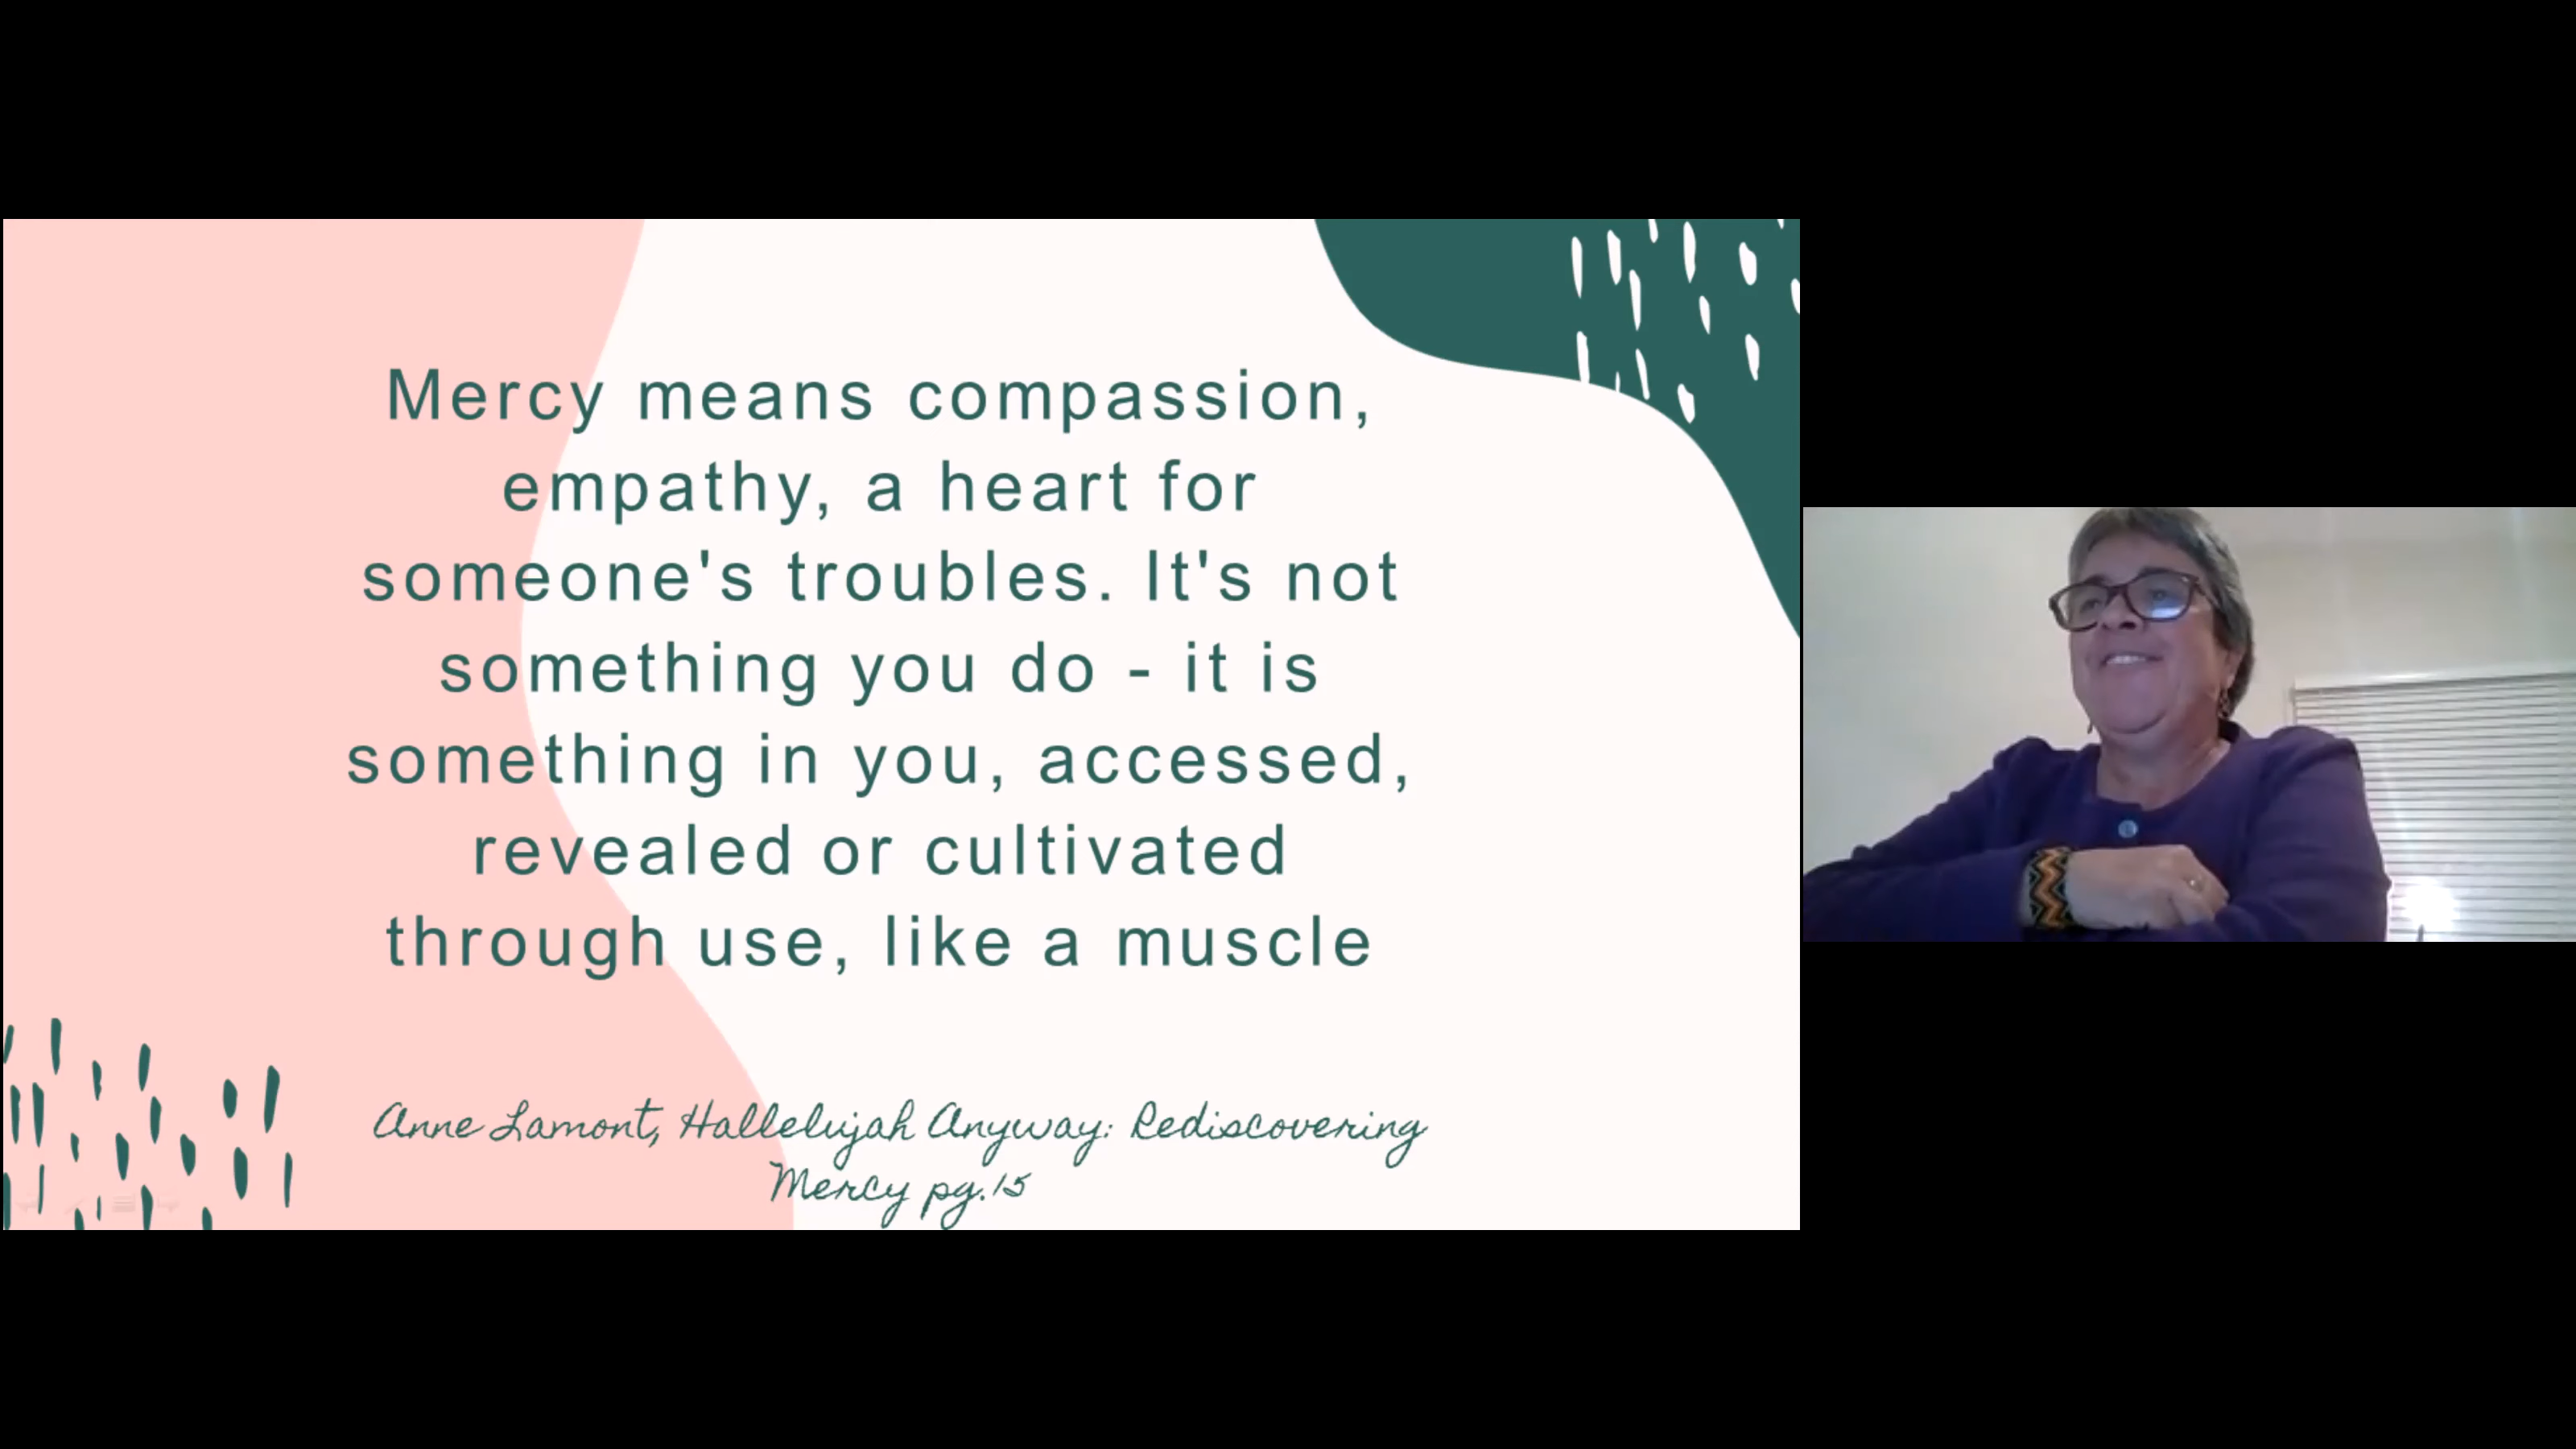 Mercy means compassion,
empathy, a heart for
someone's troubles. It's not
something you do - it is
something in you, accessed,
revealed or cultivated
through use, like a muscle
Anne Lamont, Hallelujah Anyway: Rediscovering
Mercy pg.15